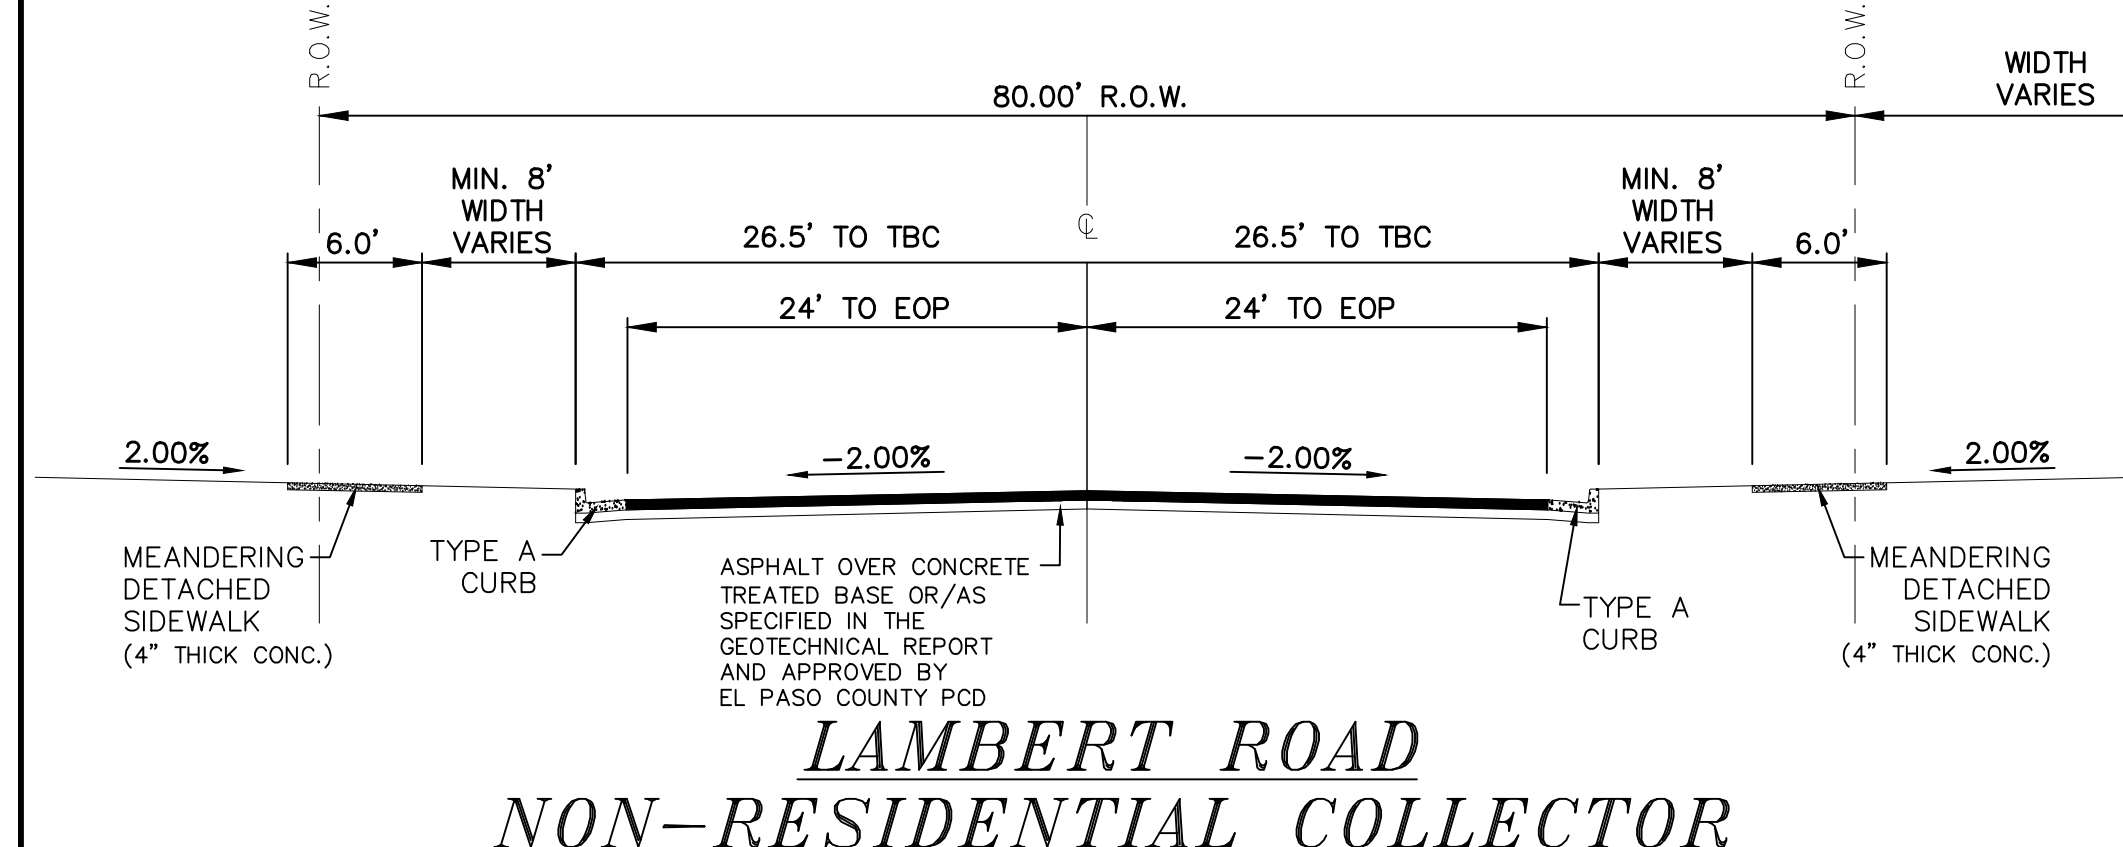 R.O.W.
R.O.W.
WIDTH
VARIES
80.00' R.O.W.
MIN. 8'
WIDTH
VARIES
MIN. 8'
WIDTH
VARIES
6.0'
26.5' TO TBC
℄
26.5' TO TBC
6.0'
24' TO EOP
24' TO EOP
2.00%
-2.00%
-2.00%
2.00%
MEANDERING
DETACHED
SIDEWALK
(4" THICK CONC.)
TYPE A
CURB
ASPHALT OVER CONCRETE
TREATED BASE OR/AS
SPECIFIED IN THE
GEOTECHNICAL REPORT
AND APPROVED BY
EL PASO COUNTY PCD
TYPE A
CURB
MEANDERING
DETACHED
SIDEWALK
(4" THICK CONC.)
LAMBERT ROAD
NON-RESIDENTIAL COLLECTOR